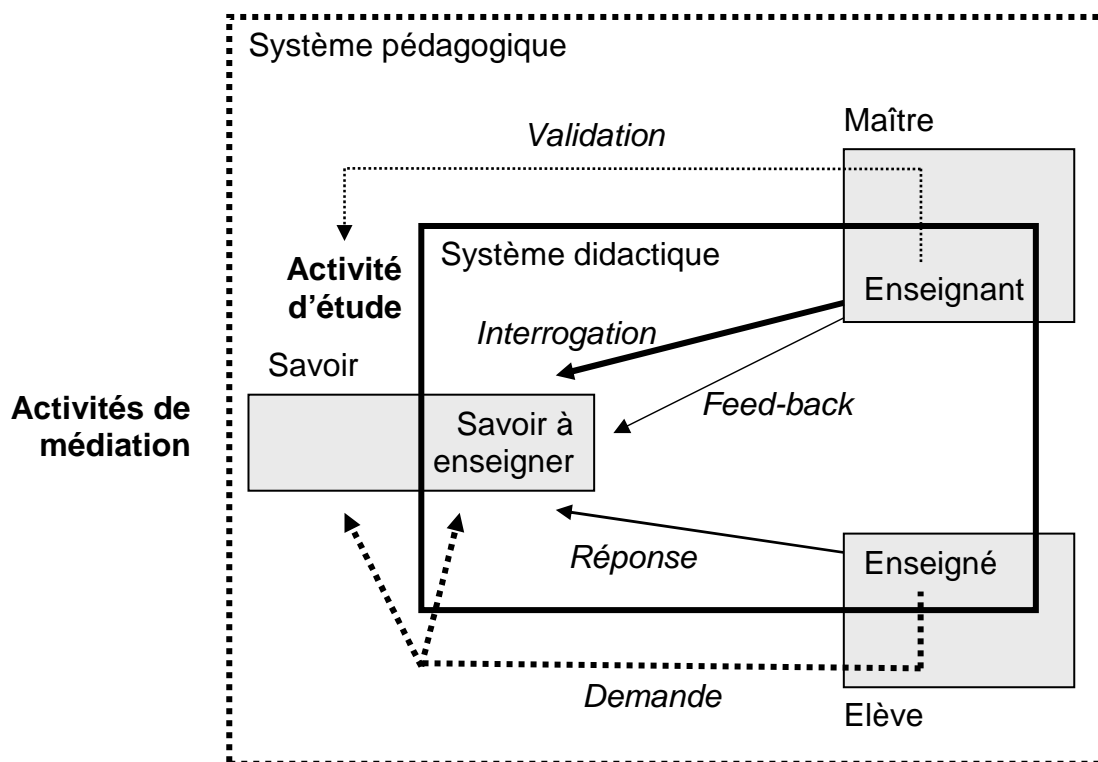 Système pédagogique
Maître
Validation
Système didactique
Activité
d’étude
Enseignant
Interrogation
Savoir
Feed-back
Activités de
médiation
Savoir à
enseigner
Réponse
Enseigné
Demande
Elève